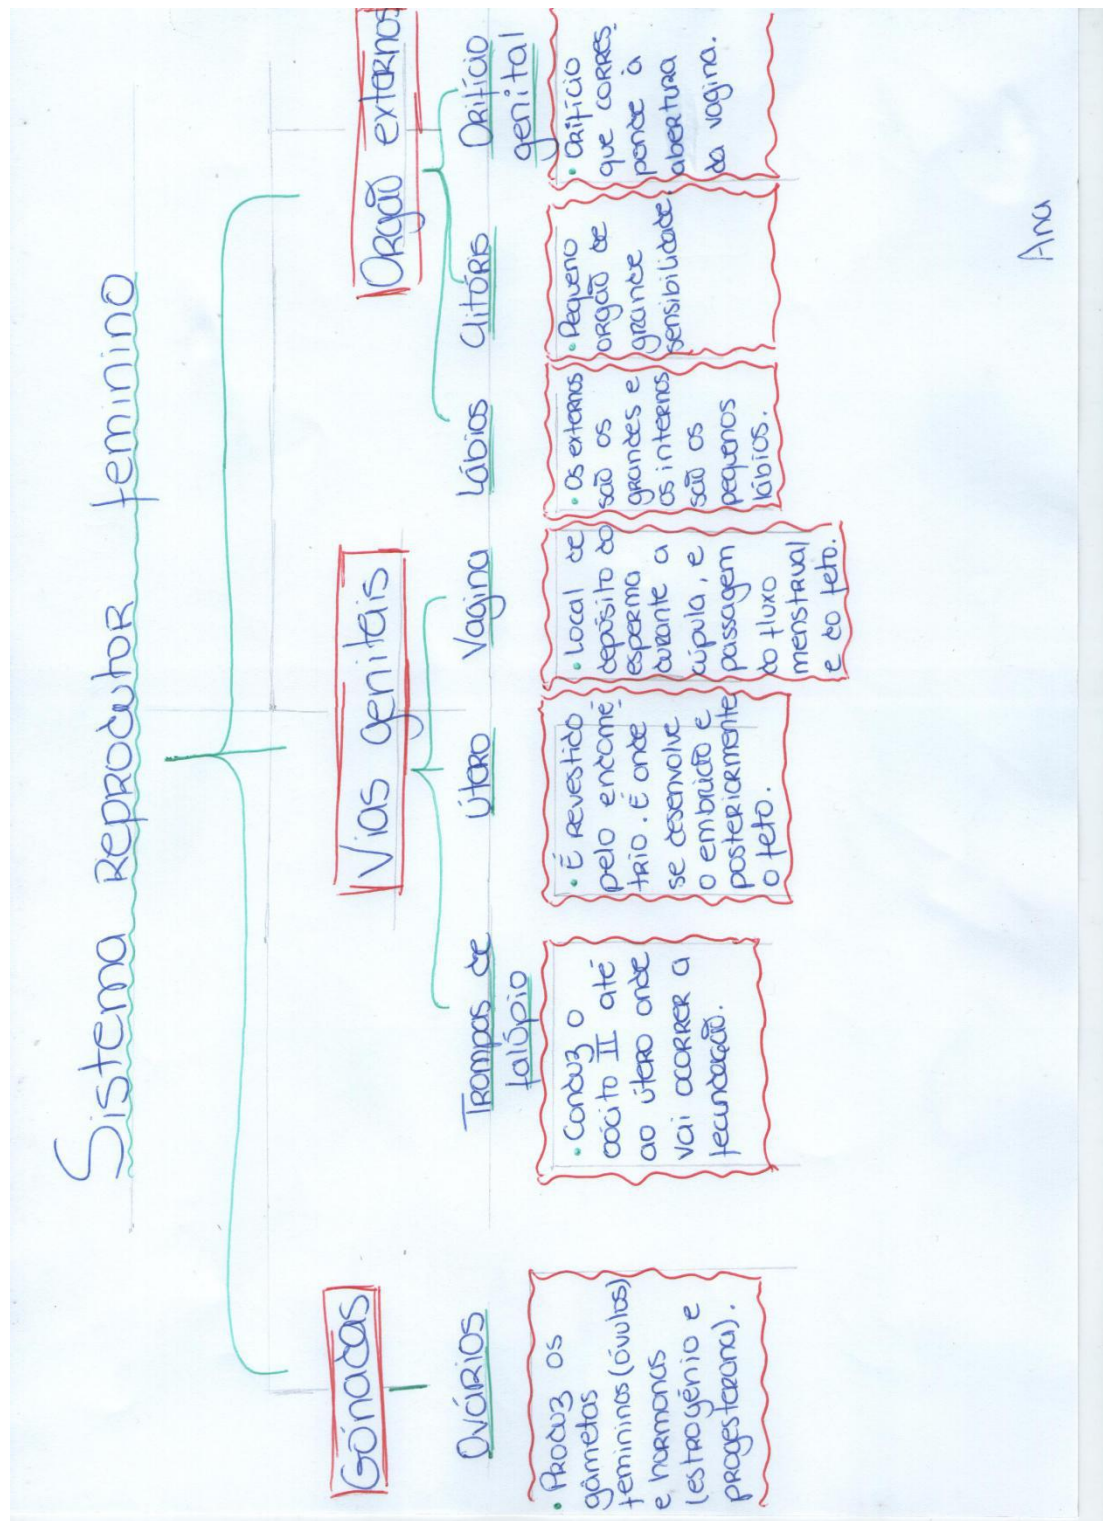 Sistema Reprodutor feminino
Gónadas
Ovários
• Produz os
gâmetas
femininos (óvulos)
e hormonas
(estrogénio e
progesterona).
Vias genitais
Trompas de
falópio
• Conduz o
oócito II até
ao útero onde
vai ocorrer a
fecundação.
Útero
• É revestido
pelo endomé-
trio. É onde
se desenvolve
o embrião e
posteriormente
o feto.
Vagina
• Local de
depósito do
esperma
durante a
cúpula, e
passagem
do fluxo
menstrual
e do feto.
Orgão externos
Lábios
• Os externos
são os
grandes e
os internos
são os
pequenos
lábios.
Clitóris
• Pequeno
orgão de
grande
sensibilidade.
Orifício
genital
• Orifício
que corres-
ponde à
abertura
da vagina.
Ana